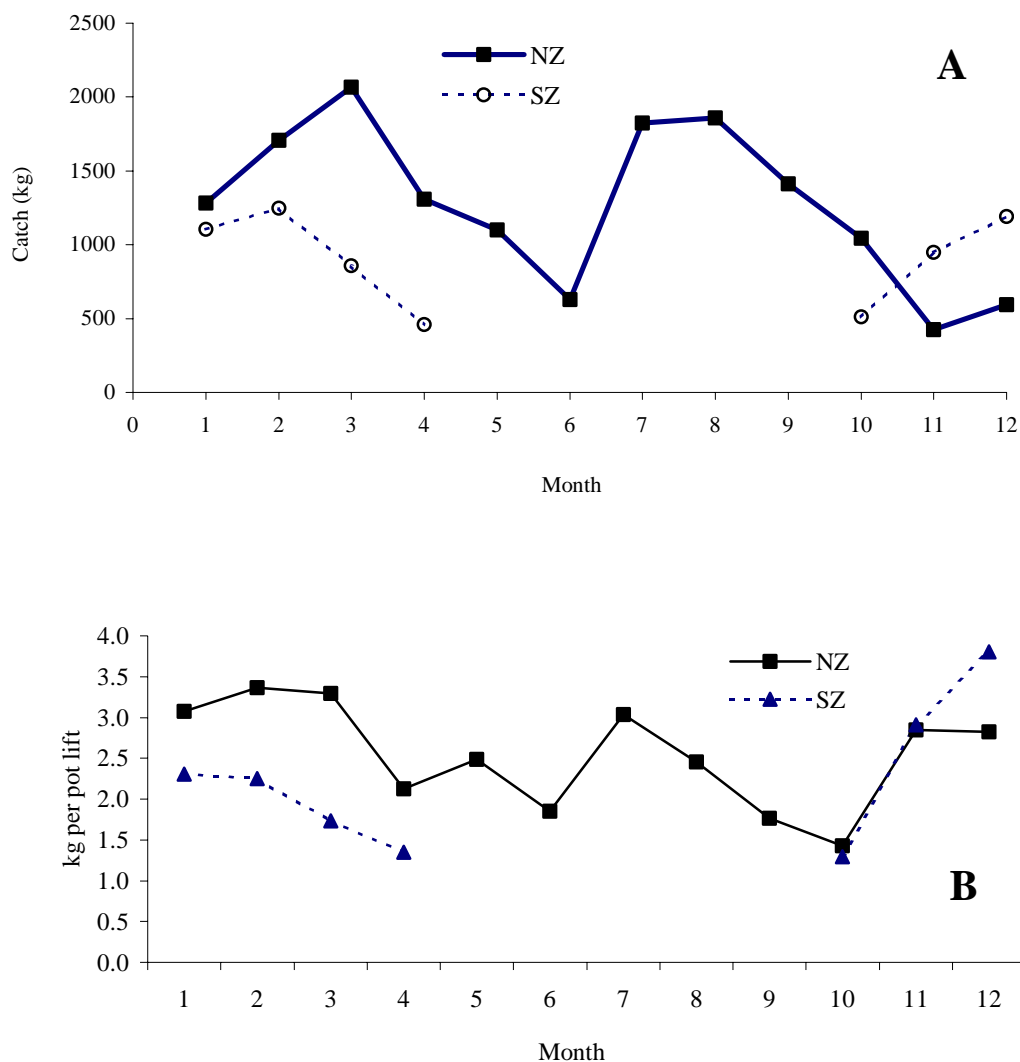 2500
NZ
A
SZ
2000
1500
1000
500
0
Catch (kg)
0 1 2 3 4 5 6 7 8 9 10 11 12
Month
4.0
NZ
3.5
SZ
3.0
2.5
2.0
1.5
1.0
B
0.5
0.0
kg per pot lift
1 2 3 4 5 6 7 8 9 10 11 12
Month